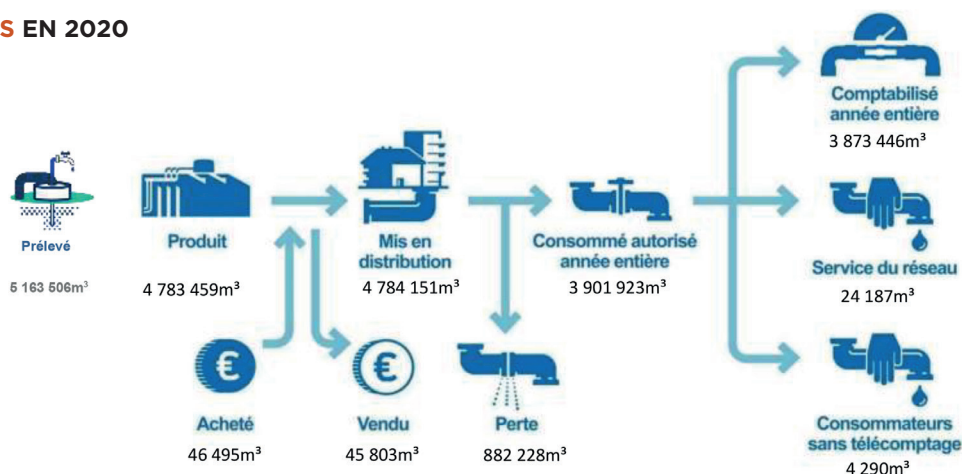 S EN 2020
Prélevé
5 163 506m³
Produit
4 783 459m³
Mis en
distribution
4 784 151m³
Consommé autorisé
année entière
3 901 923m³
Comptabilisé
année entière
3 873 446m³
Service du réseau
24 187m³
Consommateurs
sans télécomptage
4 290m³
€
Acheté
46 495m³
€
Vendu
45 803m³
Perte
882 228m³